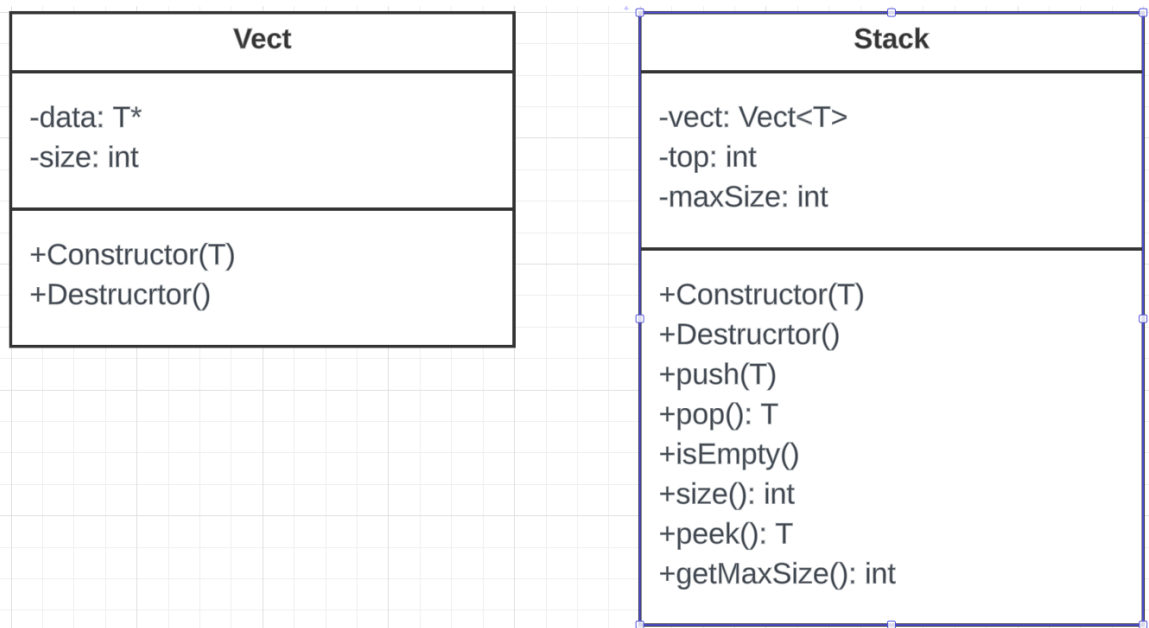 Vect
-data: T*
-size: int
+Constructor(T)
+Destrucrtor()
Stack
-vect: Vect<T>
-top: int
-maxSize: int
+Constructor(T)
+Destrucrtor()
+push(T)
+pop(): T
+isEmpty()
+size(): int
+peek(): T
+getMaxSize(): int